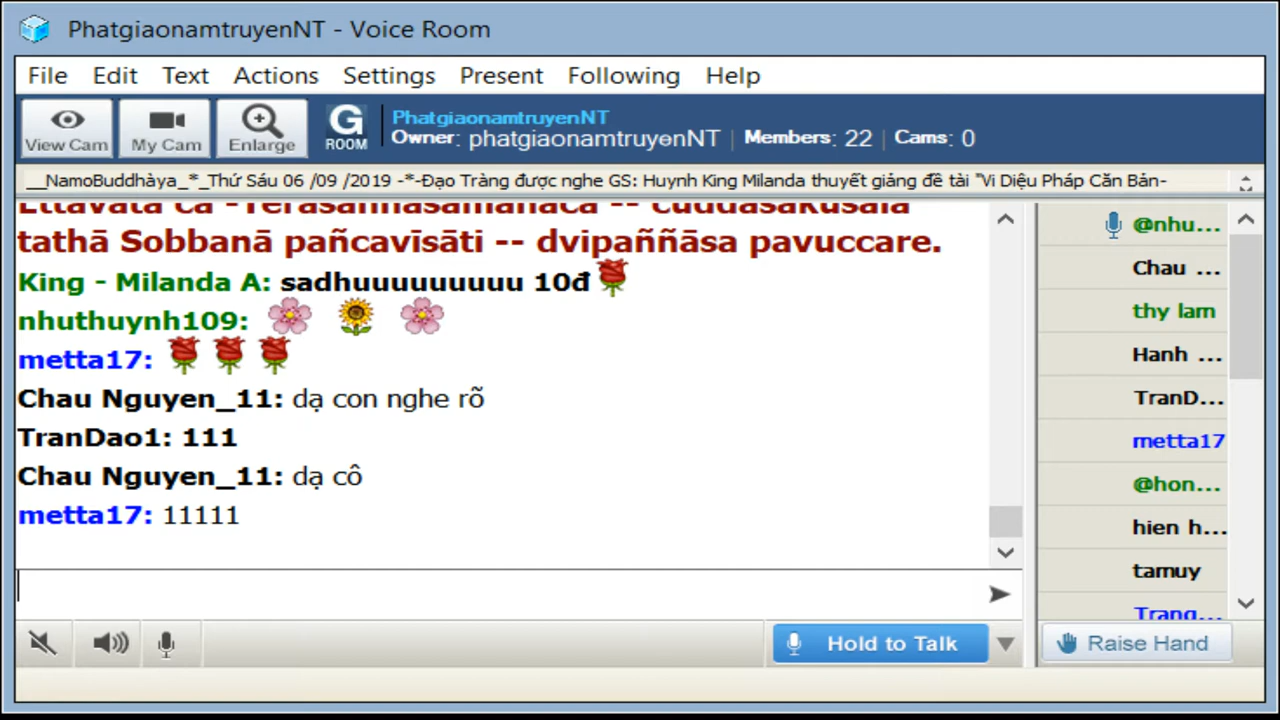 PhatgiaonamtruyenNT - Voice Room
File Edit Text Actions Settings Present Following Help
View Cam My Cam Enlarge G ROOM
PhatgiaonamtruyenNT
Owner: phatgiaonamtruyenNT | Members: 22 | Cams: 0
__NamoBuddhàya_*_Thứ Sáu 06 /09 /2019 -*-Đạo Tràng được nghe GS: Huynh King Milanda thuyết giảng đề tài "Vi Diệu Pháp Căn Bản-
tathā Sobbanā pañcavīsāti -- dvipaññāsa pavuccare.
King - Milanda A: sadhuuuuuuuuuu 10đ
nhuthuynh109:
metta17:
Chau Nguyen_11: dạ con nghe rõ
TranDao1: 111
Chau Nguyen_11: dạ cô
metta17: 11111
@nhu...
Chau ...
thy lam
Hanh ...
TranD...
metta17
@hon...
hien h...
tamuy
Trang...
Hold to Talk
Raise Hand